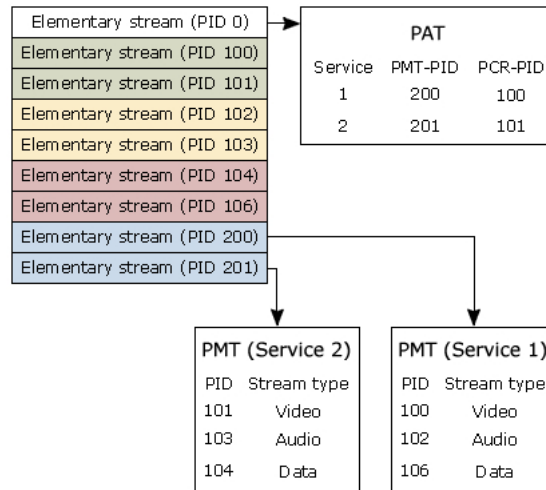 Elementary stream (PID 0)
Elementary stream (PID 100)
Elementary stream (PID 101)
Elementary stream (PID 102)
Elementary stream (PID 103)
Elementary stream (PID 104)
Elementary stream (PID 106)
Elementary stream (PID 200)
Elementary stream (PID 201)
PAT
Service PMT-PID PCR-PID
1 200 100
2 201 101
PMT (Service 2)
PID Stream type
101 Video
103 Audio
104 Data
PMT (Service 1)
PID Stream type
100 Video
102 Audio
106 Data